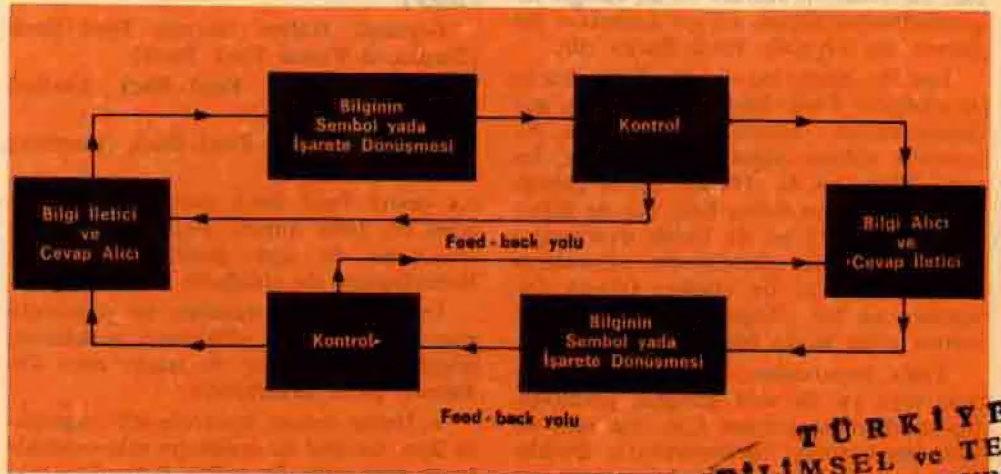 Bilginin
Sembol yada
İşarete Dönüşmesi
Kontrol
Bilgi İletici
ve
Cevap Alıcı
Bilgi Alıcı
ve
Cevap İletici
Feed-back yolu
Kontrol
Bilginin
Sembol yada
İşarete Dönüşmesi
Feed-back yolu
TÜRKİYE
BİLİMSEL ve TE